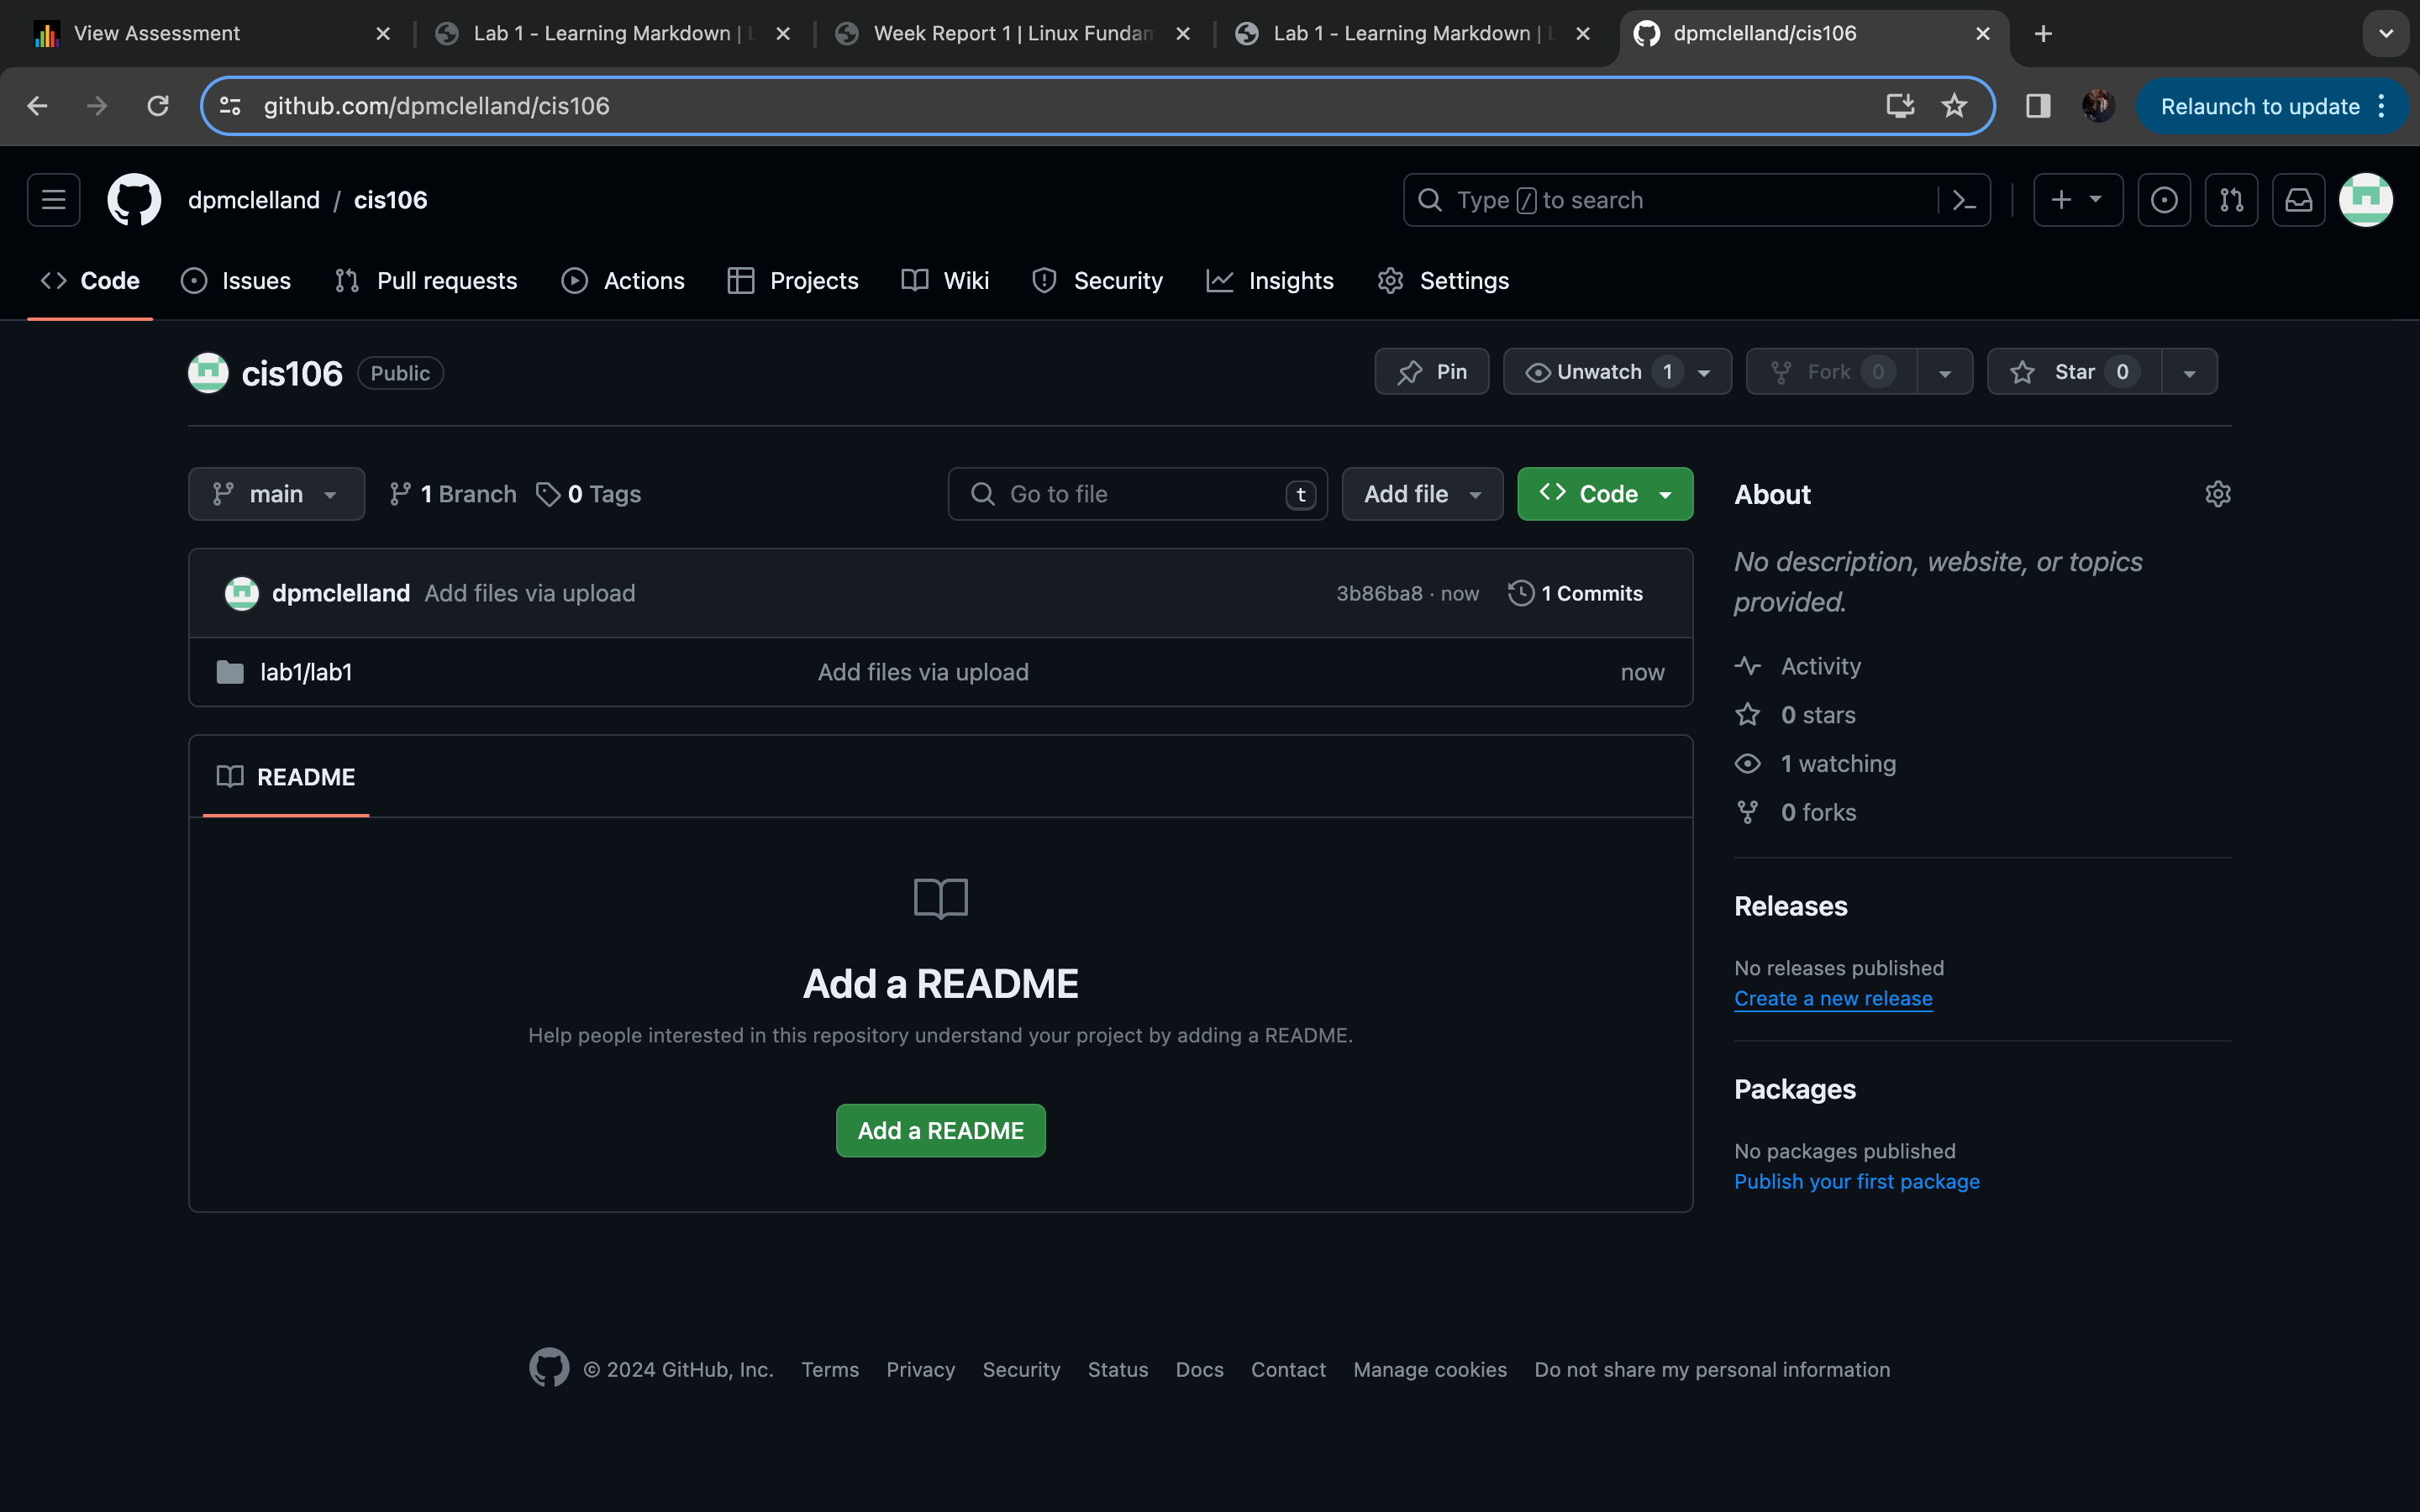 View Assessment
Lab 1 - Learning Markdown |
Week Report 1 | Linux Fundam
Lab 1 - Learning Markdown |
dpmclelland/cis106
github.com/dpmclelland/cis106
Relaunch to update
dpmclelland / cis106
Type / to search
Code
Issues
Pull requests
Actions
Projects
Wiki
Security
Insights
Settings
cis106
Public
Pin
Unwatch 1
Fork 0
Star 0
main
1 Branch
0 Tags
Go to file
t
Add file
Code
dpmclelland Add files via upload
3b86ba8 · now
1 Commits
lab1/lab1
Add files via upload
now
README
Add a README
Help people interested in this repository understand your project by adding a README.
Add a README
About
No description, website, or topics
provided.
Activity
0 stars
1 watching
0 forks
Releases
No releases published
Create a new release
Packages
No packages published
Publish your first package
© 2024 GitHub, Inc.
Terms
Privacy
Security
Status
Docs
Contact
Manage cookies
Do not share my personal information